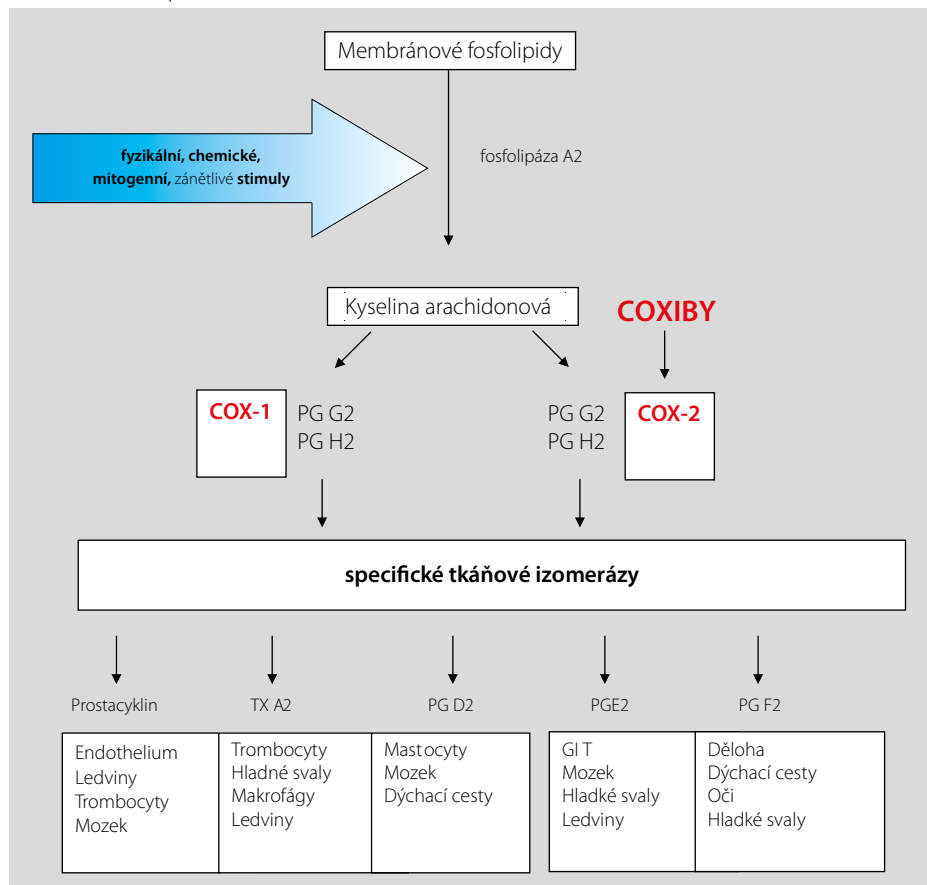 Membránové fosfolipidy
fyzikální, chemické,
mitogenní, zánětlivé stimuly
fosfolipáza A2
Kyselina arachidonová
COXIBY
COX-1
PG G2
PG H2
PG G2
PG H2
COX-2
specifické tkáňové izomerázy
Prostacyklin
TX A2
PG D2
PGE2
PG F2
Endothelium
Ledviny
Trombocyty
Mozek
Trombocyty
Hladné svaly
Makrofágy
Ledviny
Mastocyty
Mozek
Dýchací cesty
GI T
Mozek
Hladké svaly
Ledviny
Děloha
Dýchací cesty
Oči
Hladké svaly